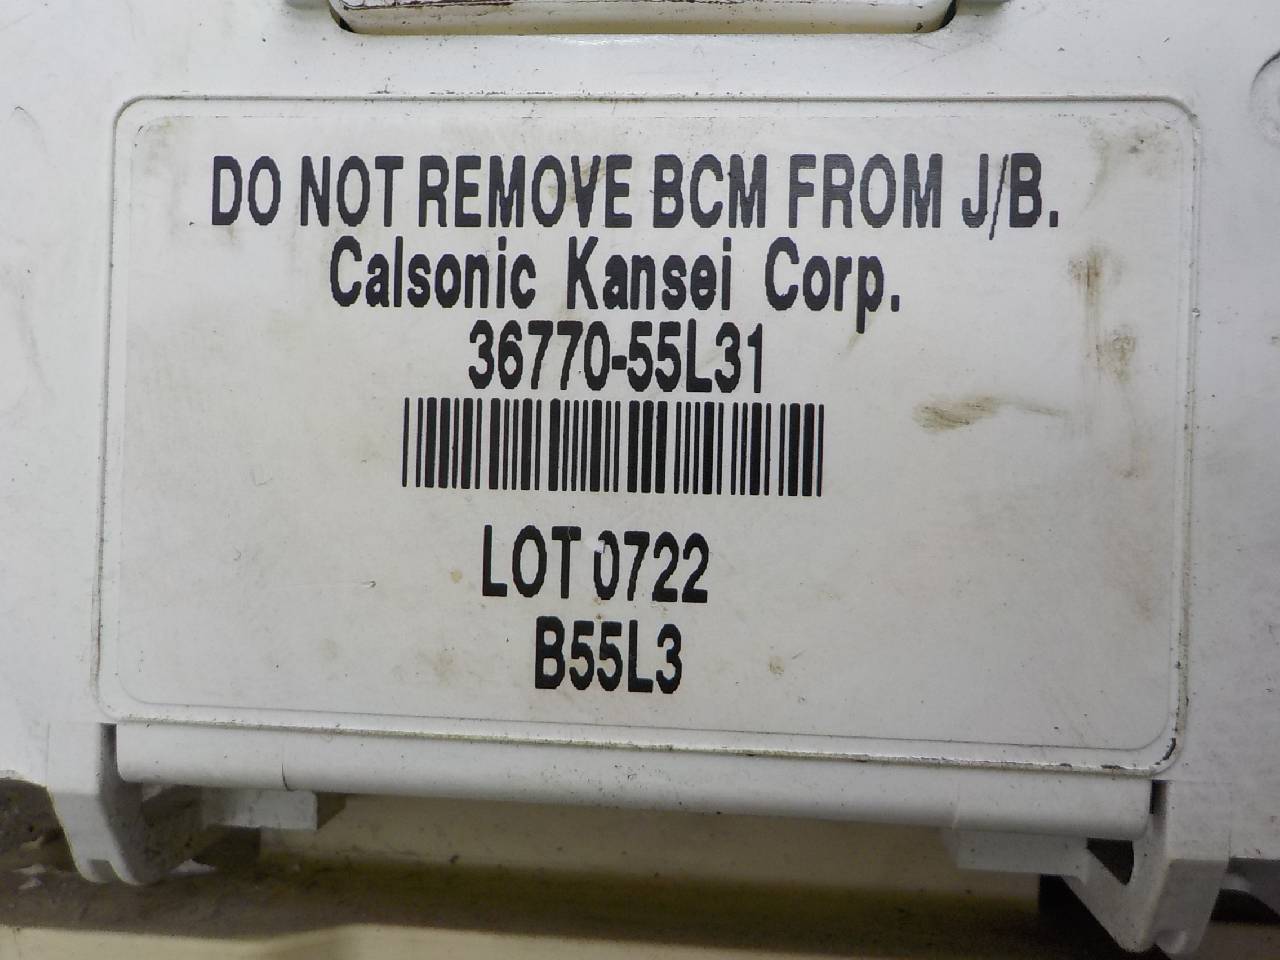 DO NOT REMOVE BCM FROM J/B.
Calsonic Kansei Corp.
36770-55L31
LOT 0722
B55L3